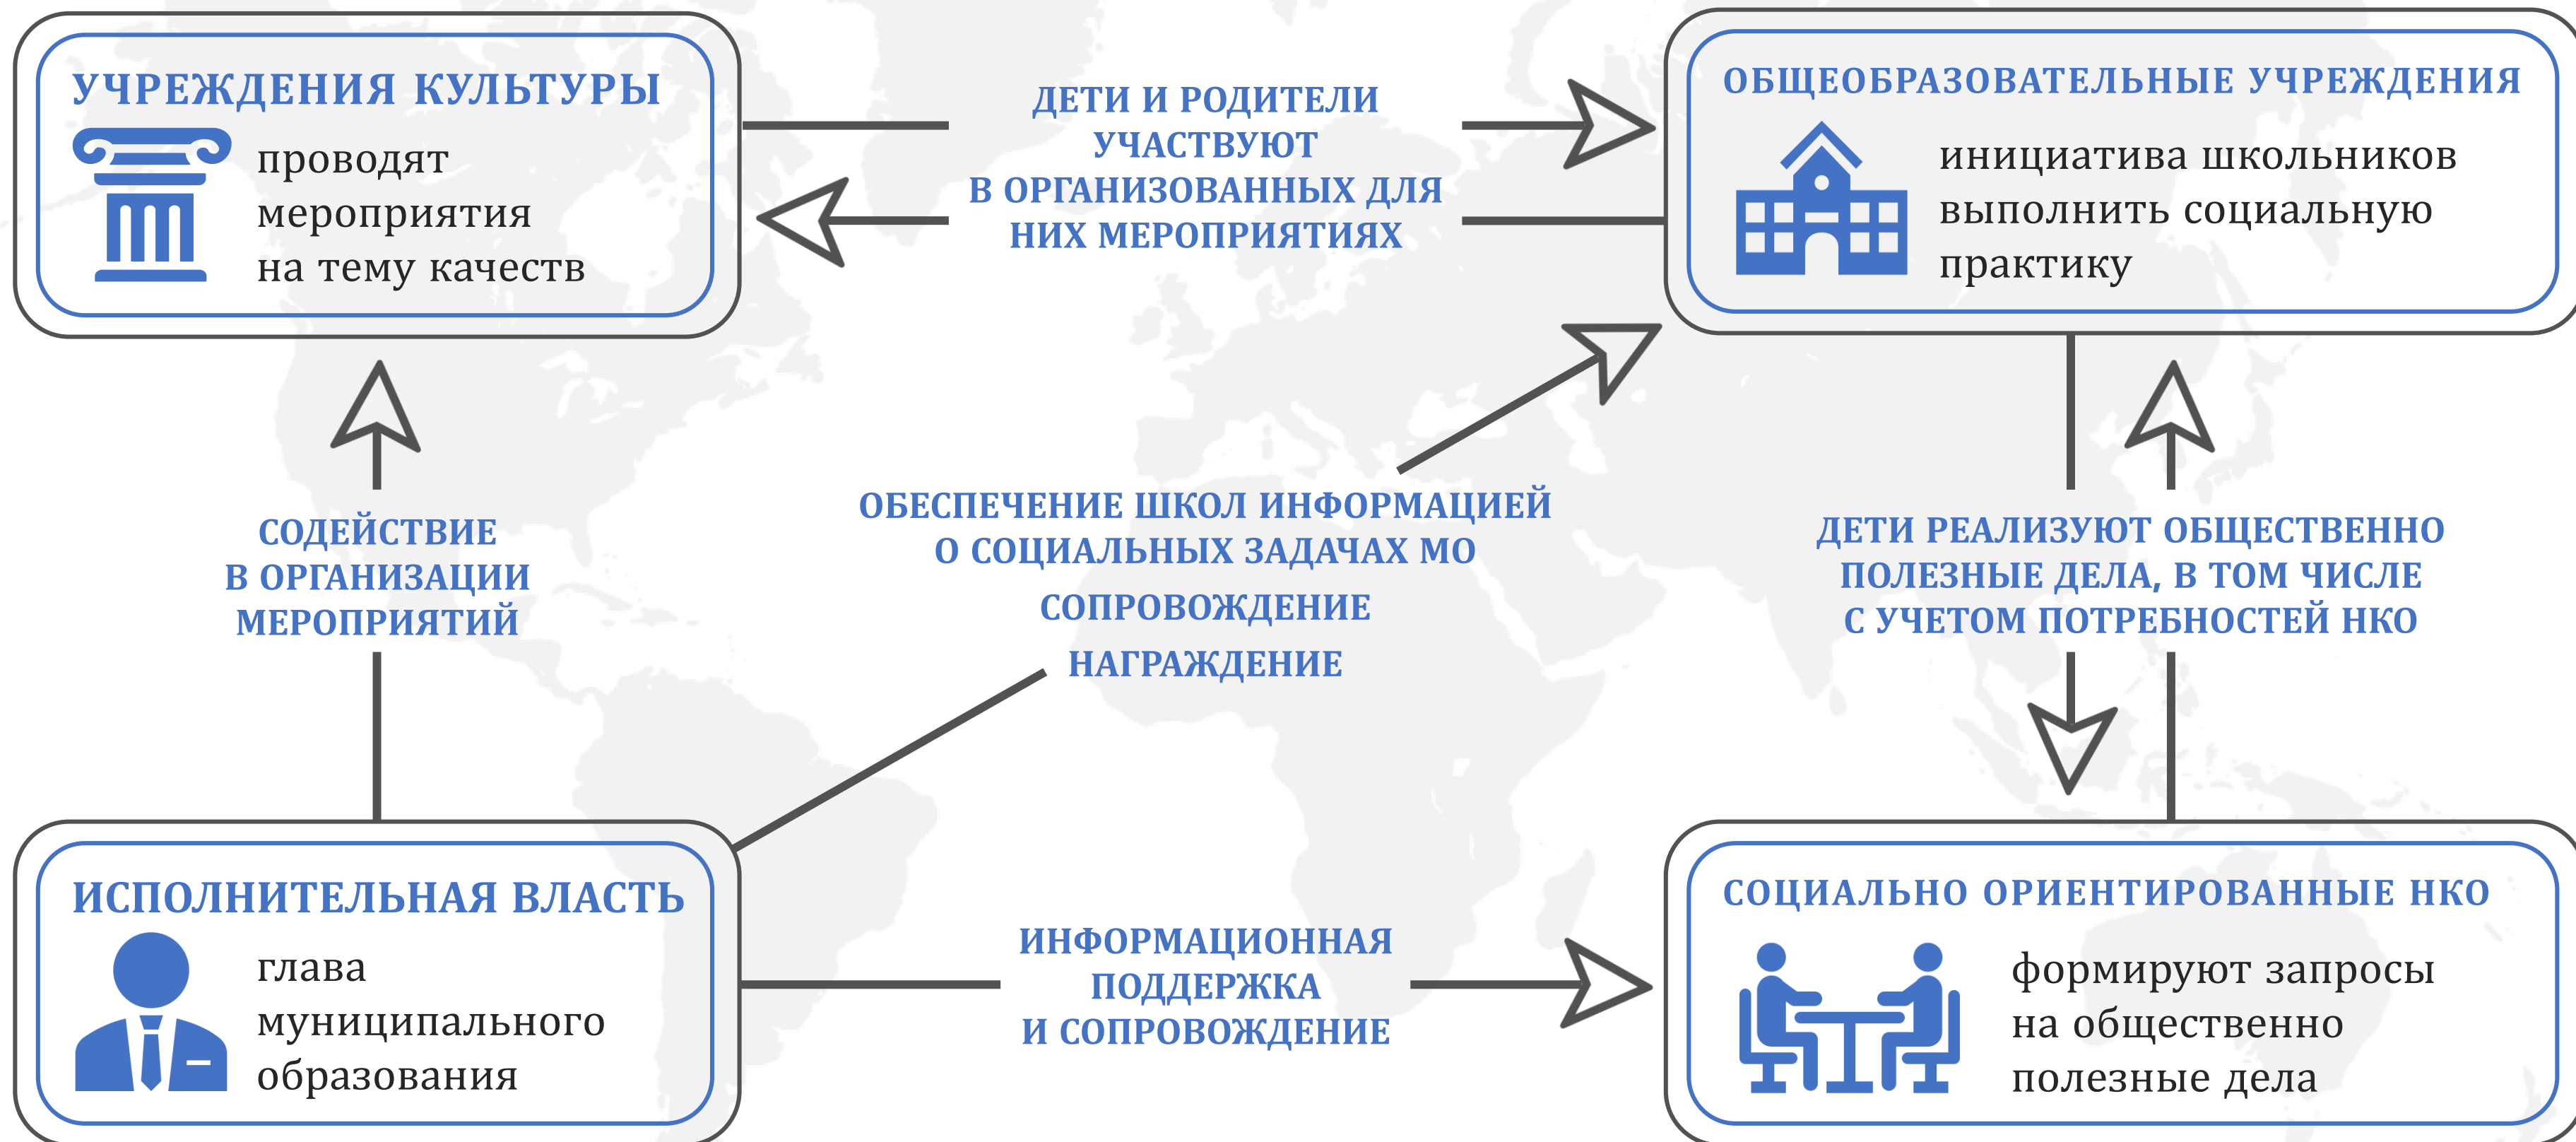 УЧРЕЖДЕНИЯ КУЛЬТУРЫ
проводят
мероприятия
на тему качеств
ДЕТИ И РОДИТЕЛИ
УЧАСТВУЮТ
В ОРГАНИЗОВАННЫХ ДЛЯ
НИХ МЕРОПРИЯТИЯХ
ОБЩЕОБРАЗОВАТЕЛЬНЫЕ УЧРЕЖДЕНИЯ
инициатива школьников
выполнить социальную
практику
СОДЕЙСТВИЕ
В ОРГАНИЗАЦИИ
МЕРОПРИЯТИЙ
ОБЕСПЕЧЕНИЕ ШКОЛ ИНФОРМАЦИЕЙ
О СОЦИАЛЬНЫХ ЗАДАЧАХ МО
СОПРОВОЖДЕНИЕ
НАГРАЖДЕНИЕ
ДЕТИ РЕАЛИЗУЮТ ОБЩЕСТВЕННО
ПОЛЕЗНЫЕ ДЕЛА, В ТОМ ЧИСЛЕ
С УЧЕТОМ ПОТРЕБНОСТЕЙ НКО
ИСПОЛНИТЕЛЬНАЯ ВЛАСТЬ
глава
муниципального
образования
ИНФОРМАЦИОННАЯ
ПОДДЕРЖКА
И СОПРОВОЖДЕНИЕ
СОЦИАЛЬНО ОРИЕНТИРОВАННЫЕ НКО
формируют запросы
на общественно
полезные дела